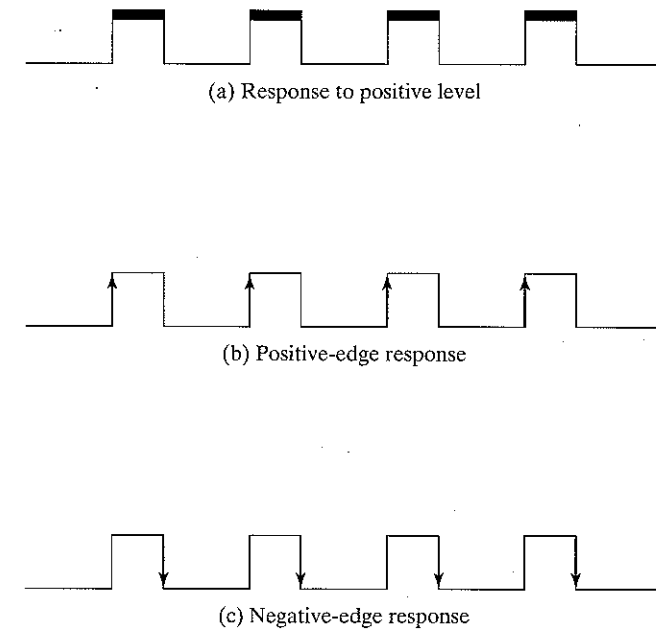 (a) Response to positive level
(b) Positive-edge response
(c) Negative-edge response